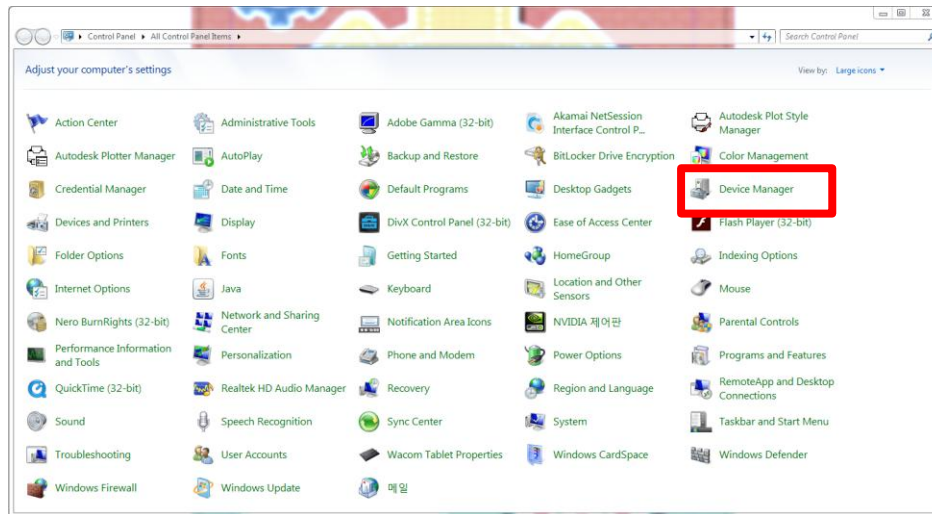 Control Panel ▸ All Control Panel Items ▸
Search Control Panel
Adjust your computer's settings
View by: Large icons
Action Center
Administrative Tools
Adobe Gamma (32-bit)
Akamai NetSession
Interface Control P...
Autodesk Plot Style
Manager
Autodesk Plotter Manager
AutoPlay
Backup and Restore
BitLocker Drive Encryption
Color Management
Credential Manager
Date and Time
Default Programs
Desktop Gadgets
Device Manager
Devices and Printers
Display
DivX Control Panel (32-bit)
Ease of Access Center
Flash Player (32-bit)
Folder Options
Fonts
Getting Started
HomeGroup
Indexing Options
Internet Options
Java
Keyboard
Location and Other
Sensors
Mouse
Nero BurnRights (32-bit)
Network and Sharing
Center
Notification Area Icons
NVIDIA 제어판
Parental Controls
Performance Information
and Tools
Personalization
Phone and Modem
Power Options
Programs and Features
QuickTime (32-bit)
Realtek HD Audio Manager
Recovery
Region and Language
RemoteApp and Desktop
Connections
Sound
Speech Recognition
Sync Center
System
Taskbar and Start Menu
Troubleshooting
User Accounts
Wacom Tablet Properties
Windows CardSpace
Windows Defender
Windows Firewall
Windows Update
메일